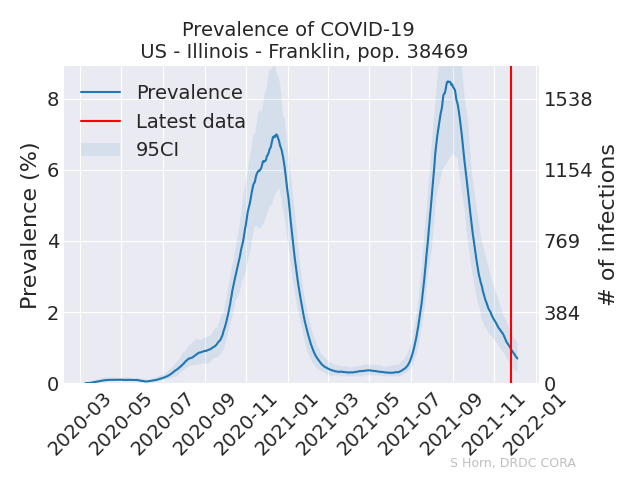 Prevalence of COVID-19
US - Illinois - Franklin, pop. 38469
Prevalence
Latest data
95CI
Prevalence (%)
8
6
4
2
0
1538
1154
769
384
0
# of infections
2020-03
2020-05
2020-07
2020-09
2020-11
2021-01
2021-03
2021-05
2021-07
2021-09
2021-11
2022-01
S Horn, DRDC CORA